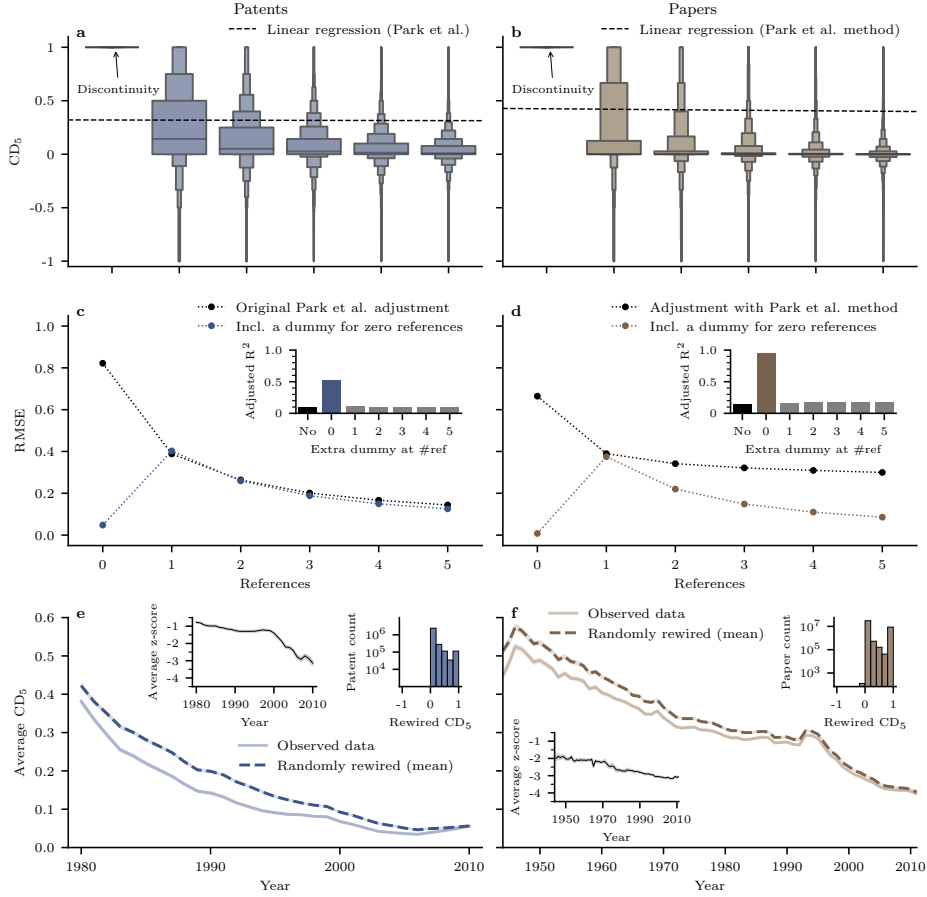 Patents
Papers
a
Linear regression (Park et al.)
b
Linear regression (Park et al. method)
1
0.5
0
-0.5
-1
CD5
Discontinuity
Discontinuity
c
Original Park et al. adjustment
Incl. a dummy for zero references
d
Adjustment with Park et al. method
Incl. a dummy for zero references
1.0
0.8
0.6
0.4
0.2
0.0
RMSE
Adjusted R2
1.0
0.5
0
No 0 1 2 3 4 5
Extra dummy at #ref
Adjusted R2
1.0
0.5
0
No 0 1 2 3 4 5
Extra dummy at #ref
0 1 2 3 4 5
References
0 1 2 3 4 5
References
e
0.6
0.5
0.4
0.3
0.2
0.1
0.0
Average CD5
Average z-score
-1
-2
-3
-4
1980 1990 2000 2010
Year
Patent count
10^6
10^4
-1 0 1
Rewired CD5
Observed data
Randomly rewired (mean)
1980 1990 2000 2010
Year
f
Observed data
Randomly rewired (mean)
Paper count
10^7
10^3
-1 0 1
Rewired CD5
Average z-score
-1
-2
-3
-4
1950 1970 1990 2010
Year
1950 1960 1970 1980 1990 2000 2010
Year